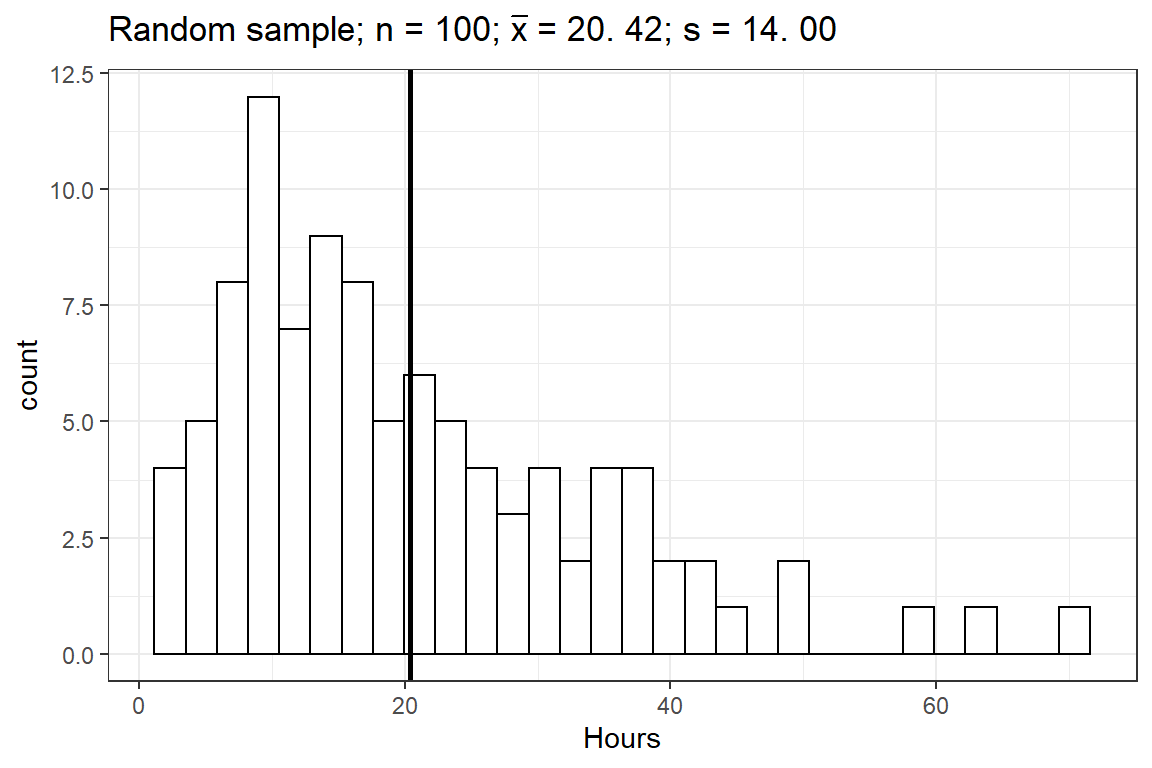 Random sample; n = 100; x̅ = 20. 42; s = 14. 00
12.5
10.0
7.5
5.0
2.5
0.0
count
0 20 40 60
Hours